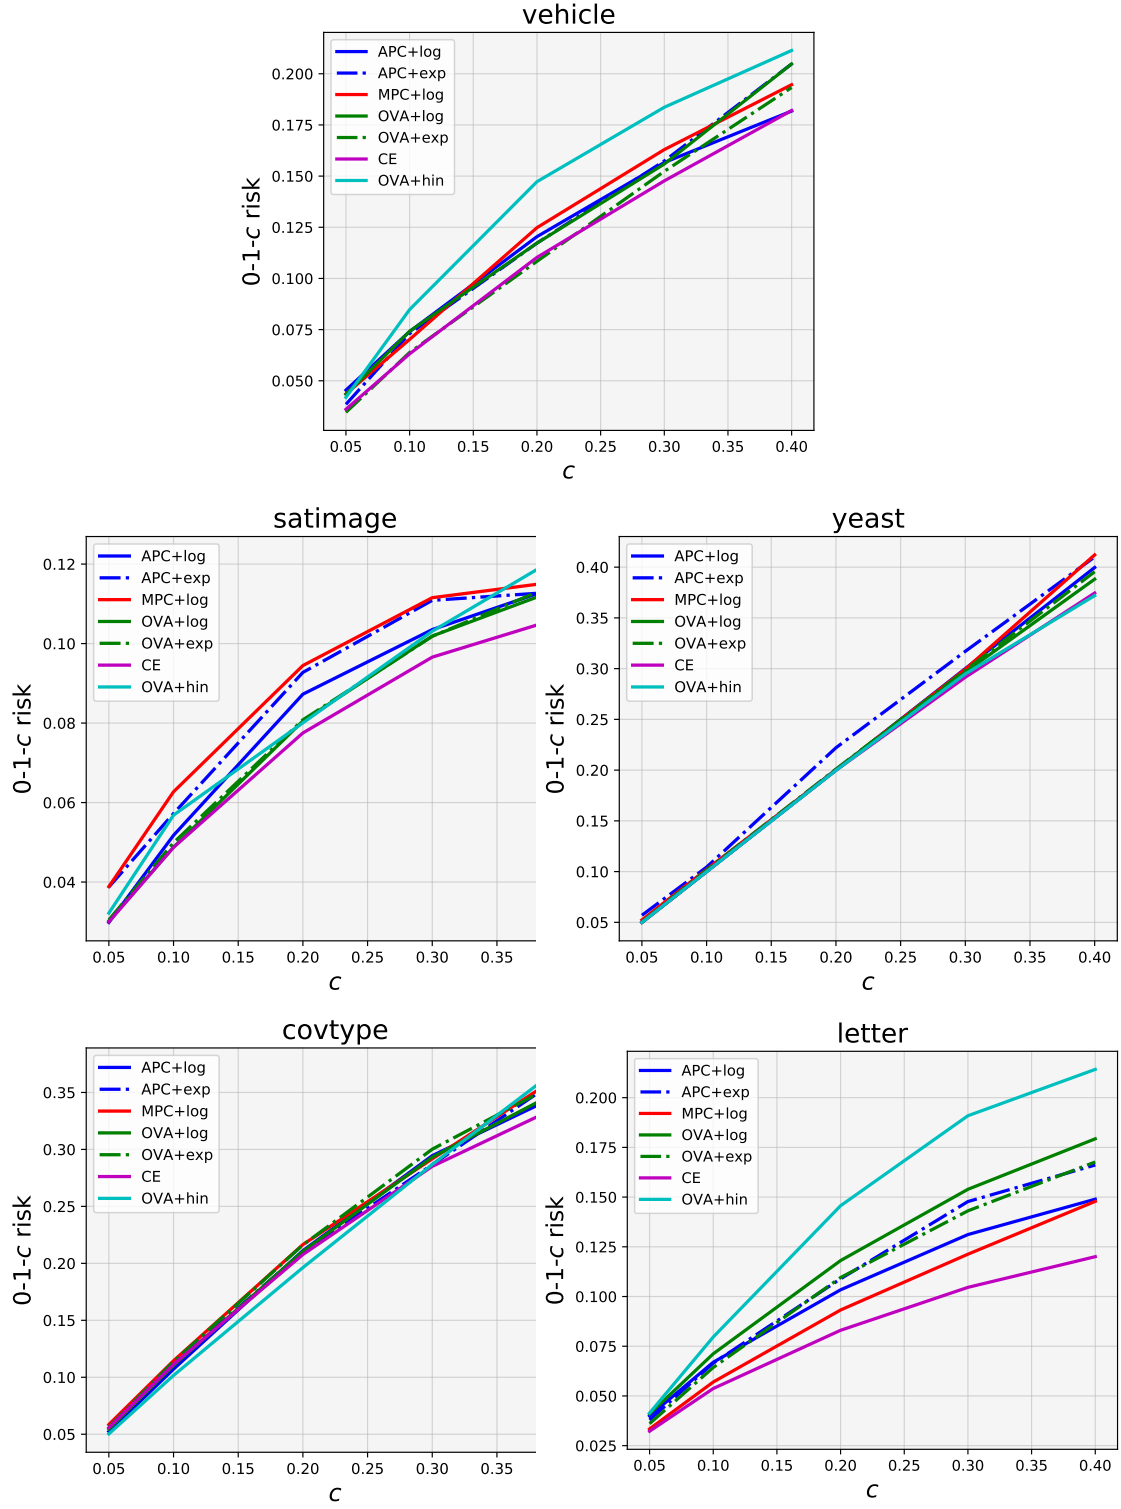 vehicle
APC+log
APC+exp
MPC+log
OVA+log
OVA+exp
CE
OVA+hin
0-1-c risk
0.200
0.175
0.150
0.125
0.100
0.075
0.050
0.05 0.10 0.15 0.20 0.25 0.30 0.35 0.40
c
satimage
APC+log
APC+exp
MPC+log
OVA+log
OVA+exp
CE
OVA+hin
0-1-c risk
0.12
0.10
0.08
0.06
0.04
0.05 0.10 0.15 0.20 0.25 0.30 0.35
c
yeast
APC+log
APC+exp
MPC+log
OVA+log
OVA+exp
CE
OVA+hin
0-1-c risk
0.40
0.35
0.30
0.25
0.20
0.15
0.10
0.05
0.05 0.10 0.15 0.20 0.25 0.30 0.35 0.40
c
covtype
APC+log
APC+exp
MPC+log
OVA+log
OVA+exp
CE
OVA+hin
0-1-c risk
0.35
0.30
0.25
0.20
0.15
0.10
0.05
0.05 0.10 0.15 0.20 0.25 0.30 0.35
c
letter
APC+log
APC+exp
MPC+log
OVA+log
OVA+exp
CE
OVA+hin
0-1-c risk
0.200
0.175
0.150
0.125
0.100
0.075
0.050
0.025
0.05 0.10 0.15 0.20 0.25 0.30 0.35 0.40
c